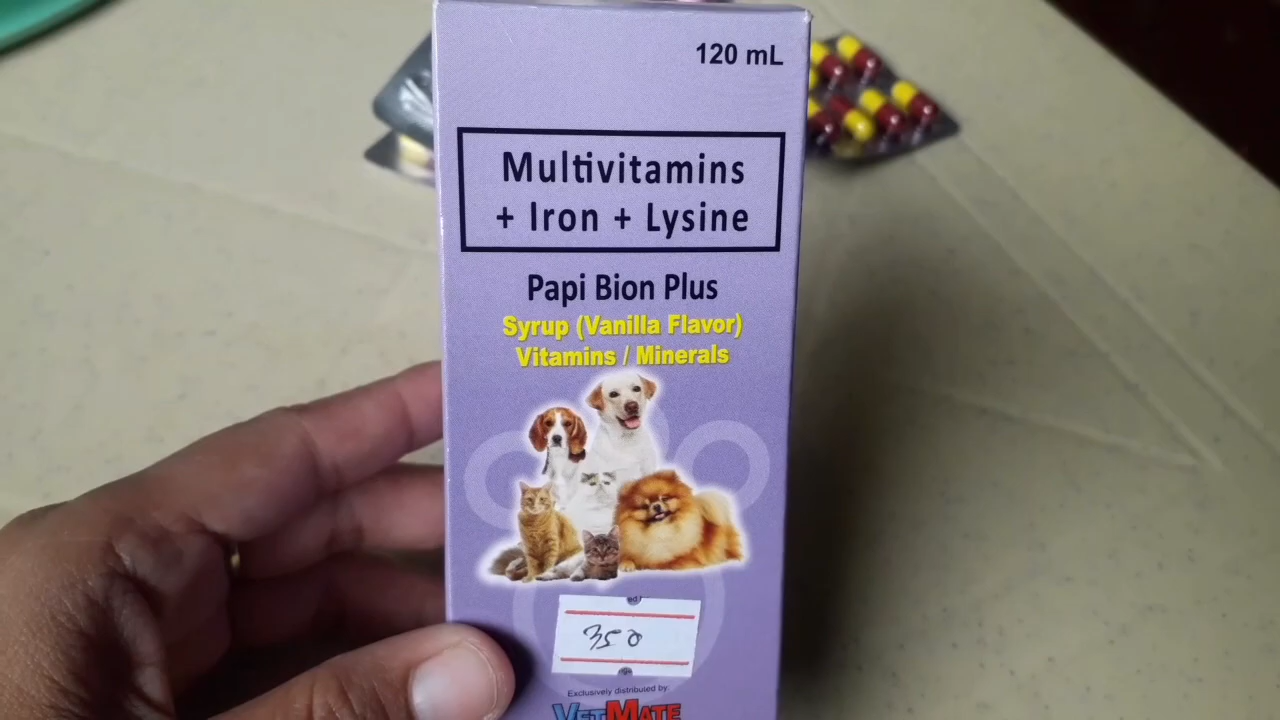 120 mL
Multivitamins
+ Iron + Lysine
Papi Bion Plus
Syrup (Vanilla Flavor)
Vitamins / Minerals
350
Exclusively distributed by:
VETMATE